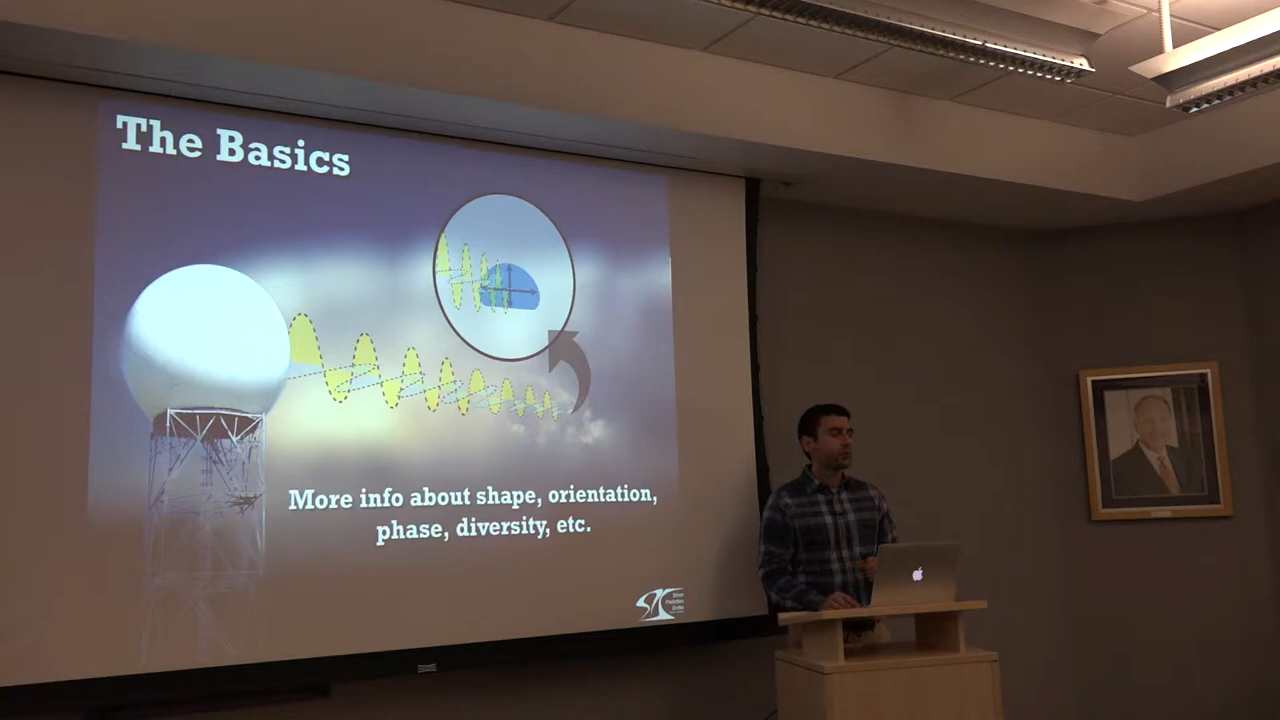 The Basics
More info about shape, orientation,
phase, diversity, etc.